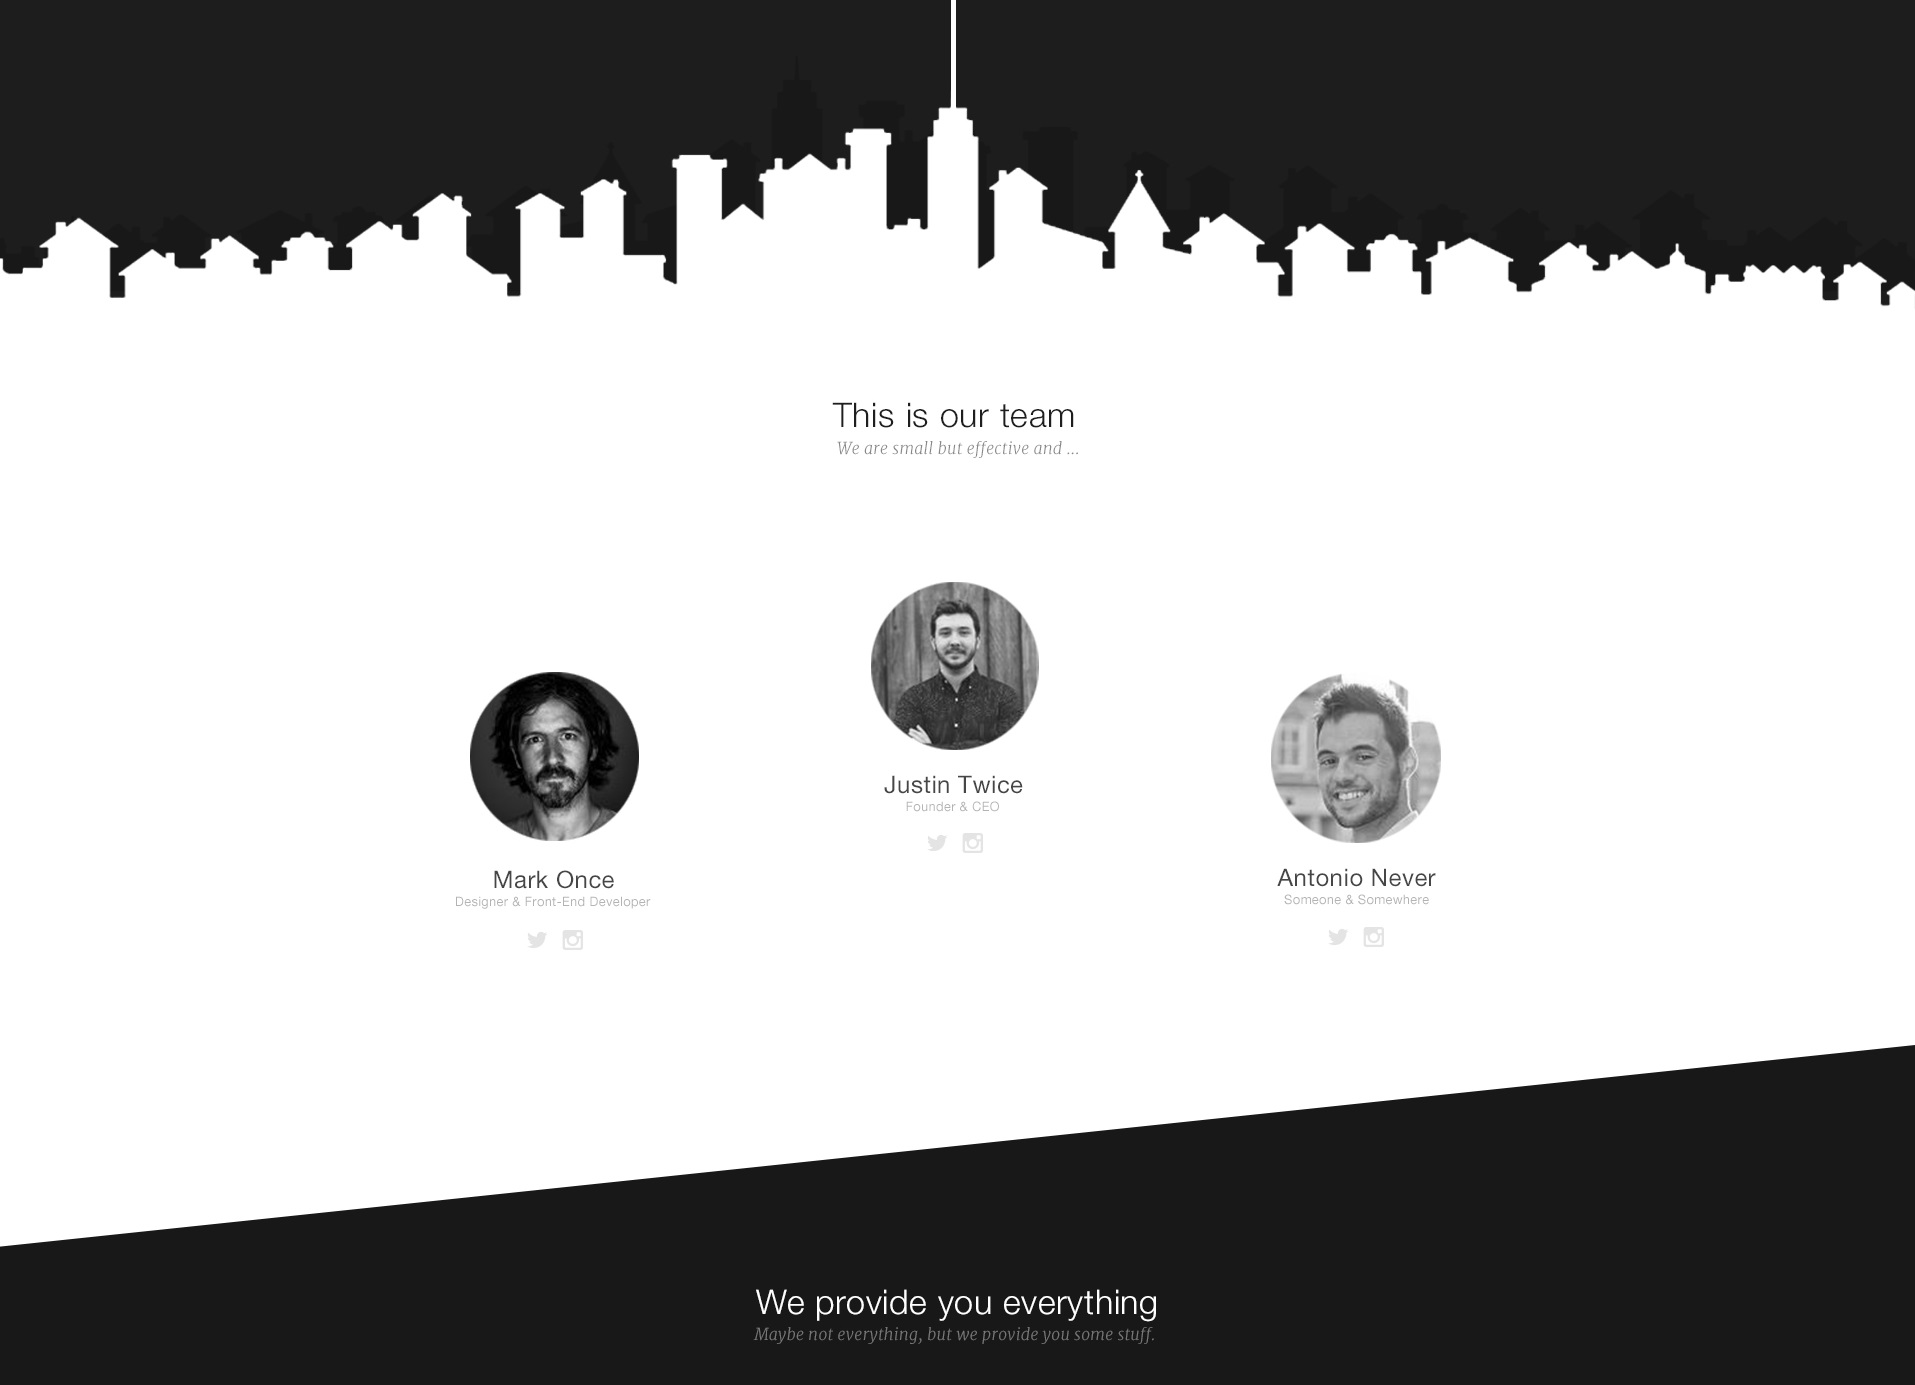 This is our team
We are small but effective and ...
Justin Twice
Founder & CEO
Mark Once
Designer & Front-End Developer
Antonio Never
Someone & Somewhere
We provide you everything
Maybe not everything, but we provide you some stuff.